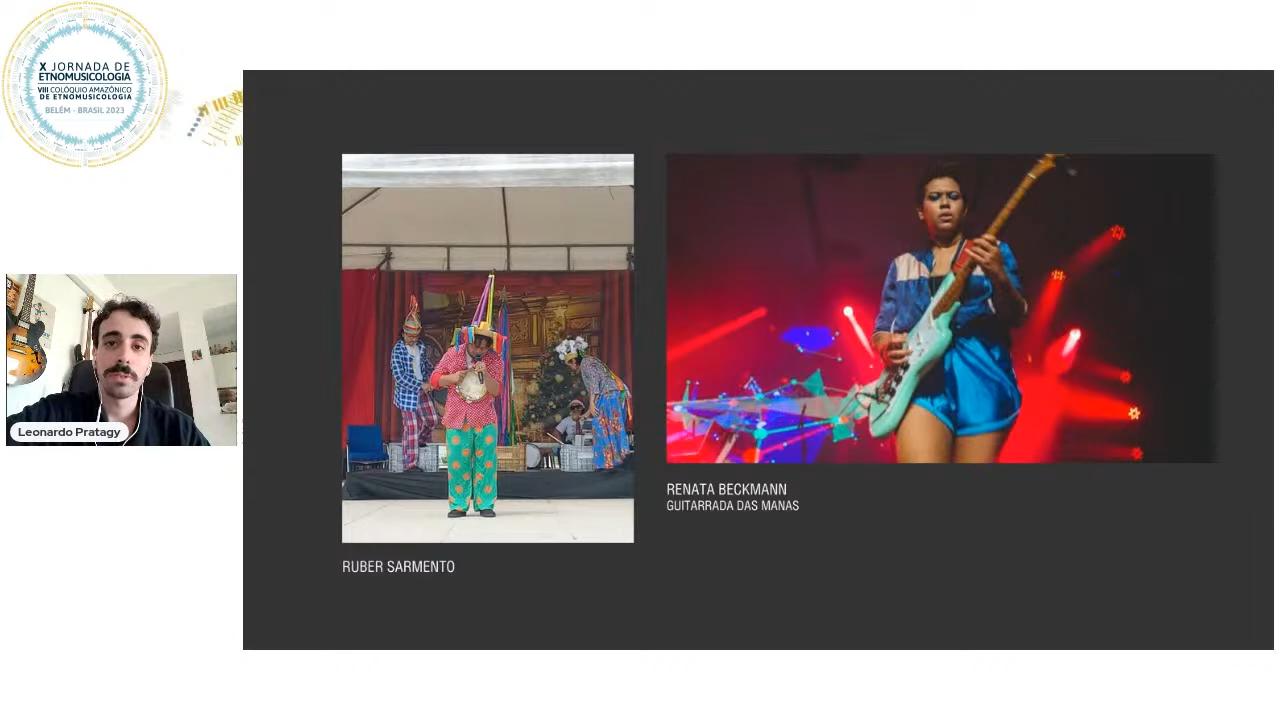 X JORNADA DE
ETNOMUSICOLOGIA
VIII COLÓQUIO AMAZÔNICO
DE ETNOMUSICOLOGIA
BELÉM - BRASIL 2023
Leonardo Pratagy
RENATA BECKMANN
GUITARRADA DAS MANAS
RUBER SARMENTO